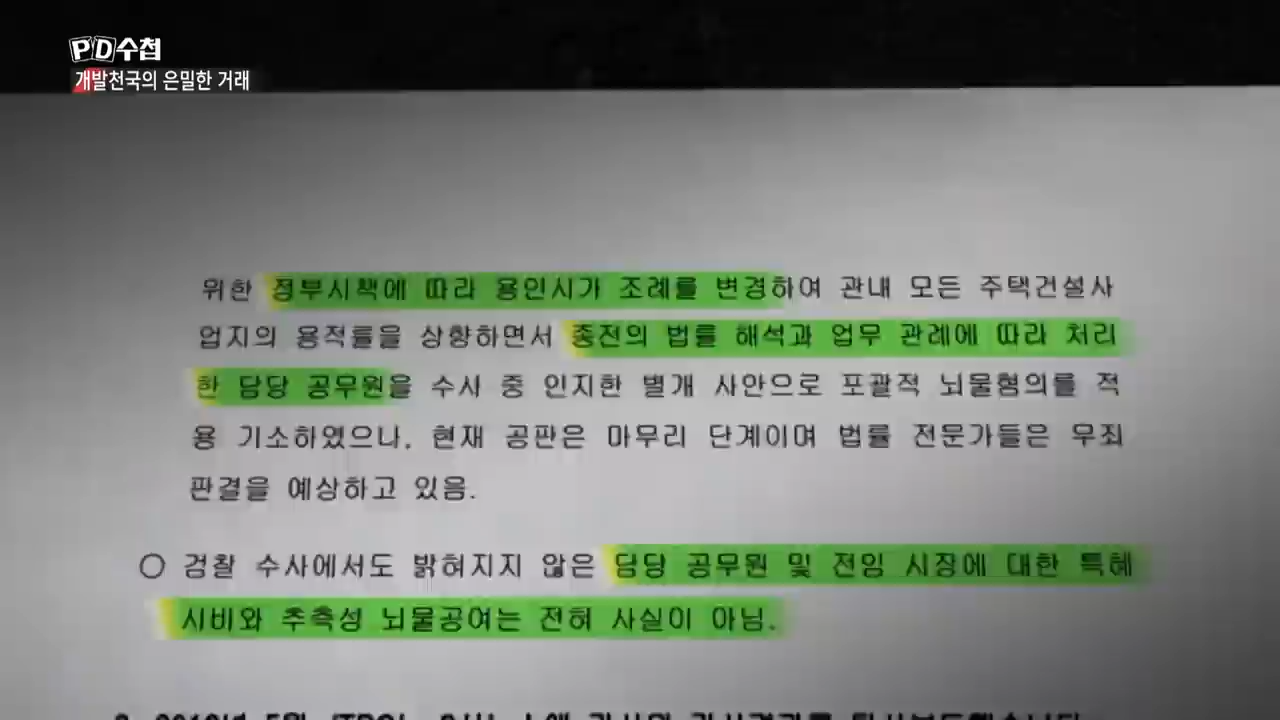 PD수첩
개발천국의 은밀한 거래
위한 정부시책에 따라 용인시가 조례를 변경하여 관내 모든 주택건설사
업지의 용적률을 상향하면서 종전의 법률 해석과 업무 관례에 따라 처리
한 담당 공무원을 수사 중 인지한 별개 사안으로 포괄적 뇌물혐의를 적
용 기소하였으나, 현재 공판은 마무리 단계이며 법률 전문가들은 무죄
판결을 예상하고 있음.
○ 검찰 수사에서도 밝혀지지 않은 담당 공무원 및 전임 시장에 대한 특혜
시비와 추측성 뇌물공여는 전혀 사실이 아님.